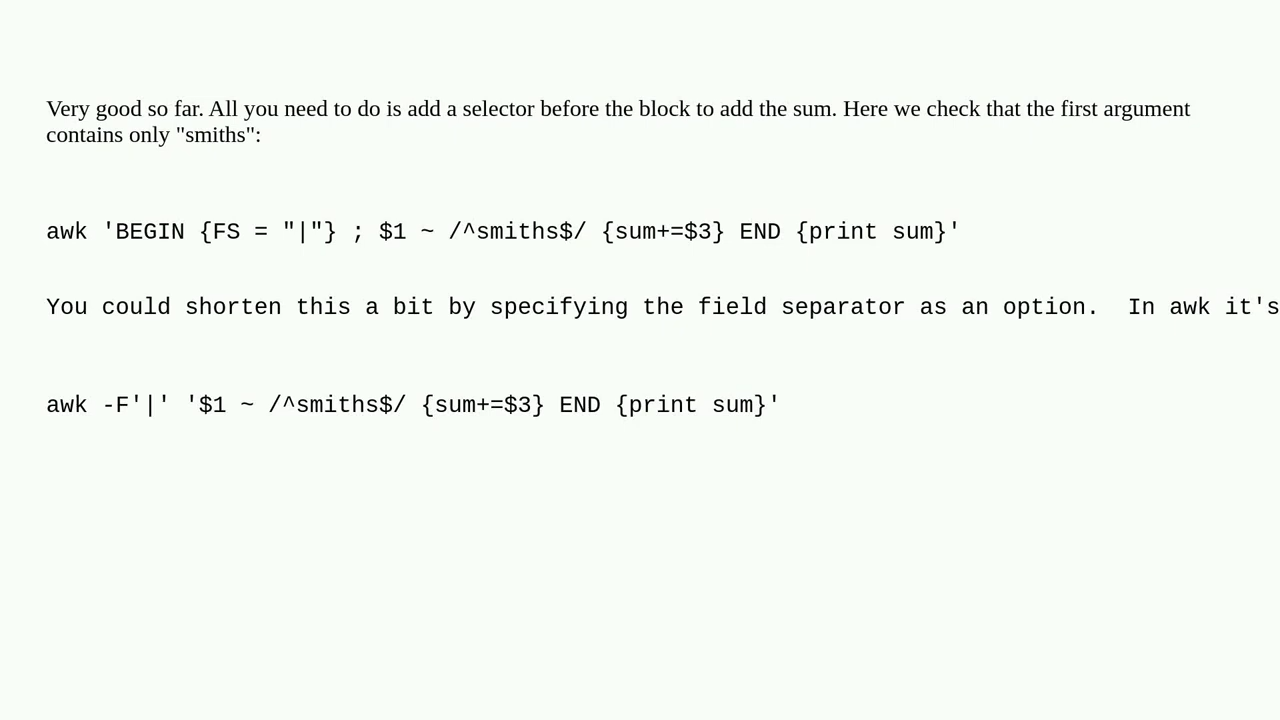 Very good so far. All you need to do is add a selector before the block to add the sum. Here we check that the first argument
contains only "smiths":
awk 'BEGIN {FS = "|"} ; $1 ~ /^smiths$/ {sum+=$3} END {print sum}'
You could shorten this a bit by specifying the field separator as an option.  In awk it's
awk -F'|' '$1 ~ /^smiths$/ {sum+=$3} END {print sum}'